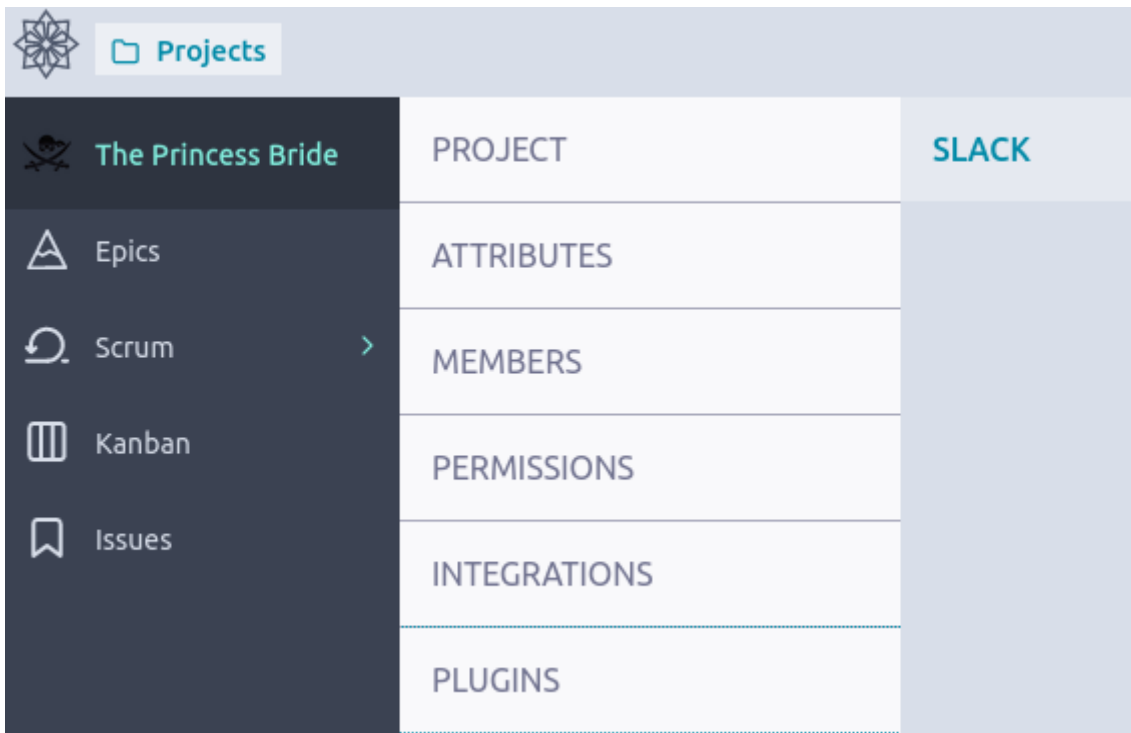 Projects
The Princess Bride
Epics
Scrum
Kanban
Issues
PROJECT
ATTRIBUTES
MEMBERS
PERMISSIONS
INTEGRATIONS
PLUGINS
SLACK